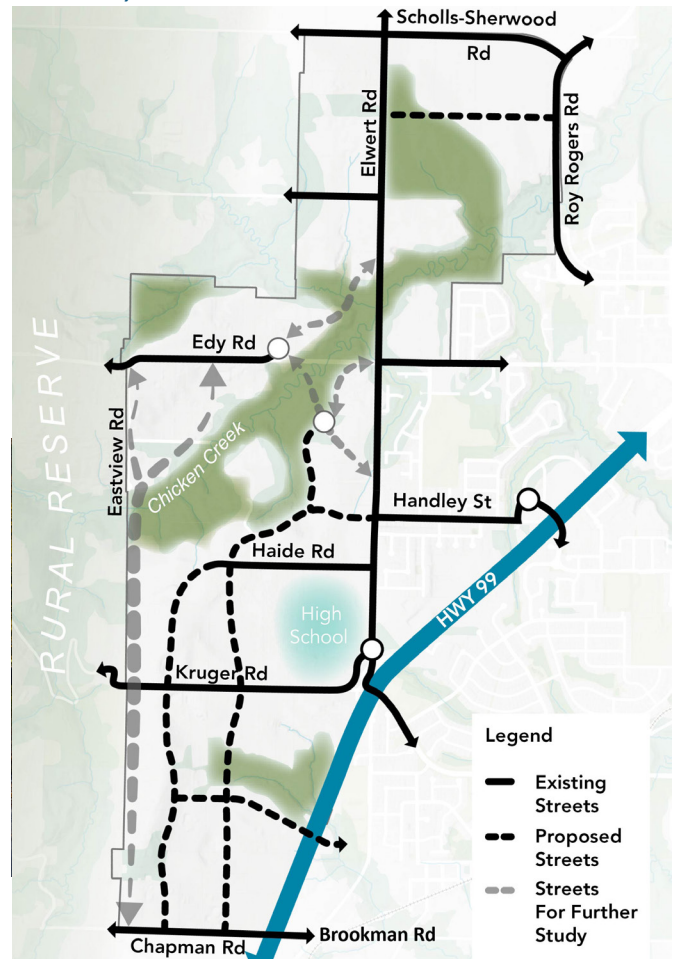 Scholls-Sherwood
Rd
Elwert Rd
Roy Rogers Rd
Edy Rd
RURAL RESERVE
Eastview Rd
Chicken Creek
Handley St
Haide Rd
HWY 99
High
School
Kruger Rd
Legend
Existing
Streets
Proposed
Streets
Streets
For Further
Study
Brookman Rd
Chapman Rd